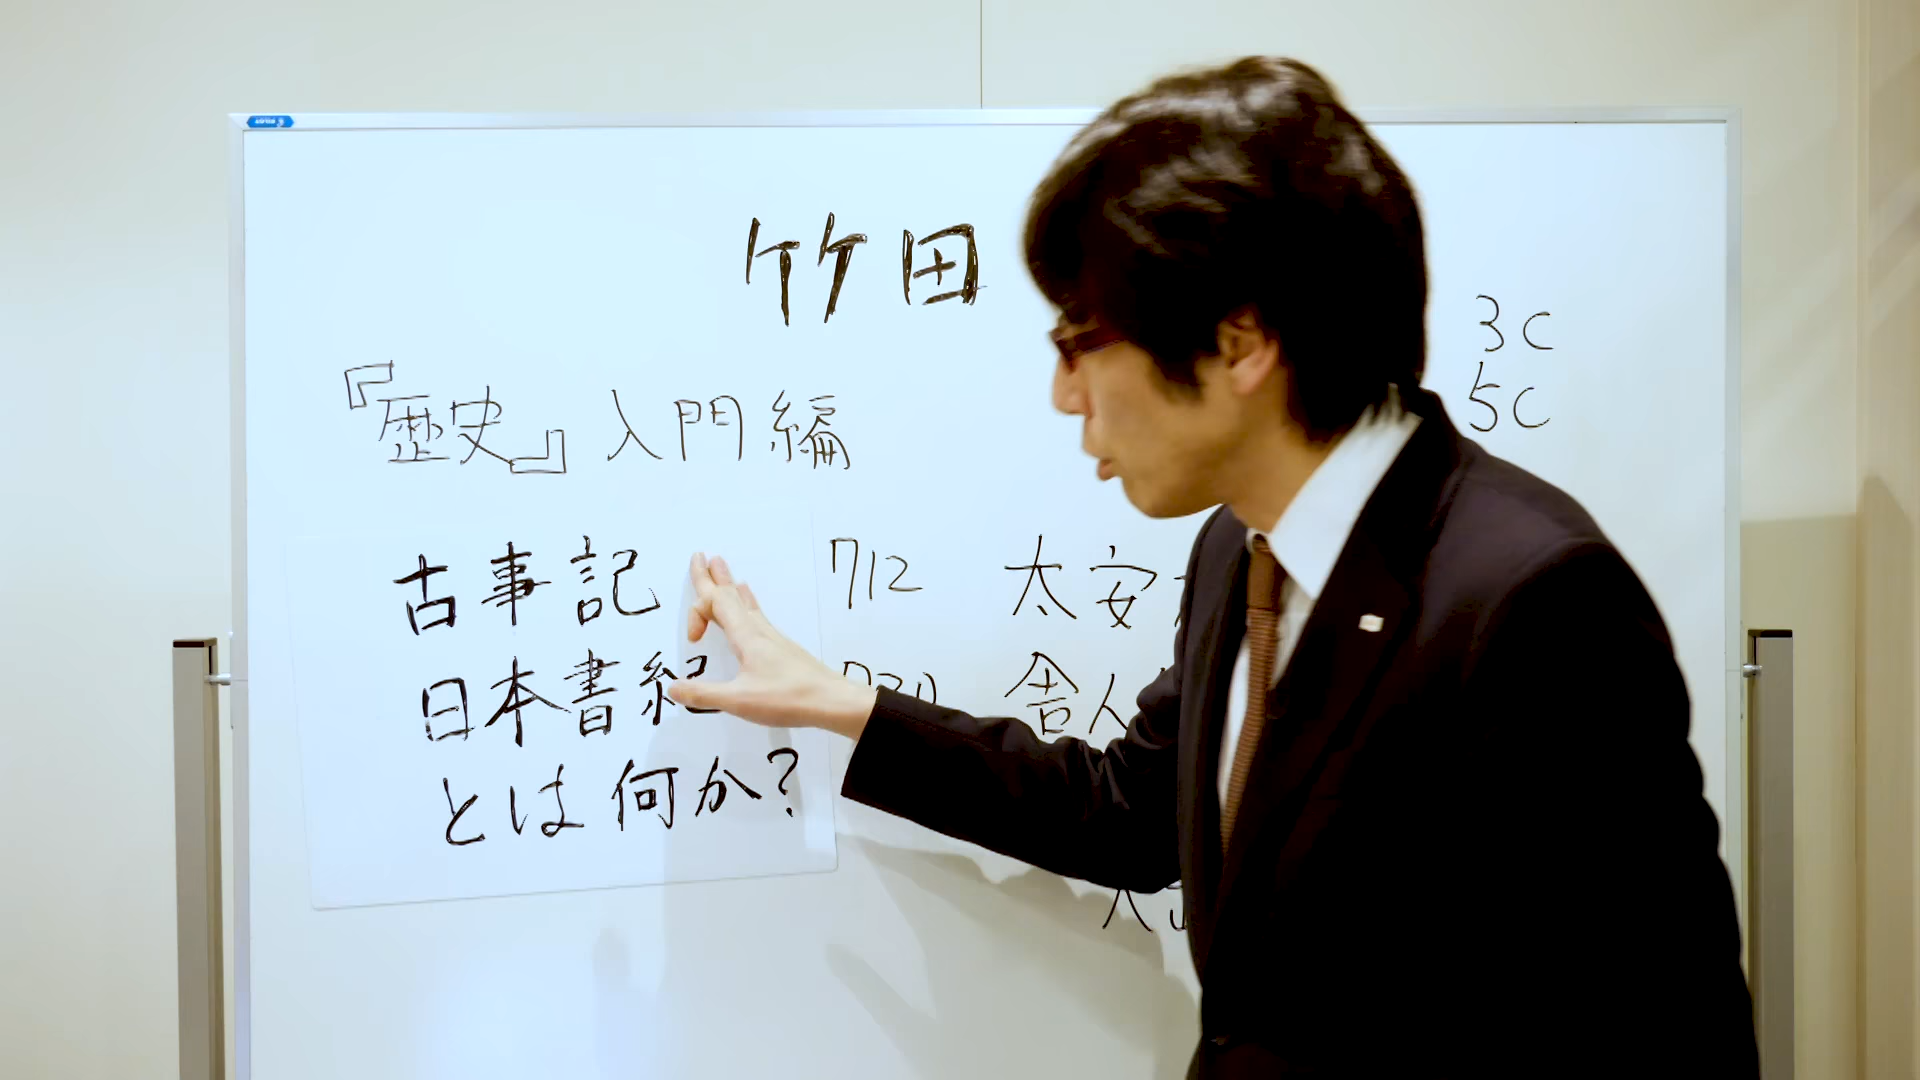 竹田
3C
5C
『歴史』入門編
古事記 712 太安
日本書紀 720 舎人
とは何か?